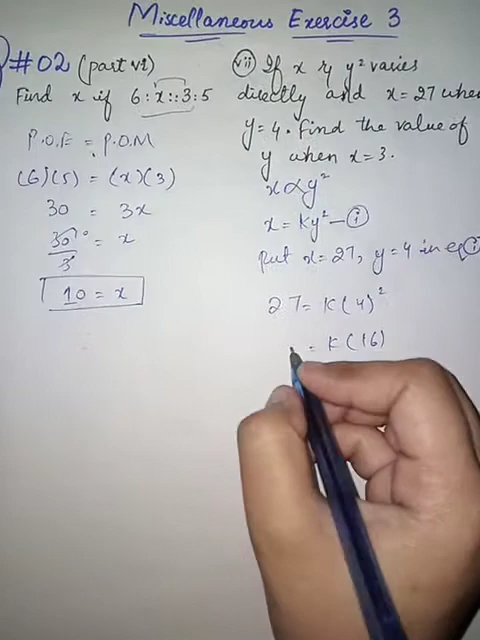 Miscellaneous Exercise 3
#02 (part vi)
Find x if 6 : x :: 3 : 5
P.O.E = P.O.M
(6)(5) = (x)(3)
30 = 3x
30 10 / 3 = x
10 = x
vii If x & y² varies
directly and x = 27 when
y = 4. Find the value of
y when x = 3.
x ∝ y²
x = Ky² — (i)
Put x = 27, y = 4 in eq (i)
27 = K(4)²
= K(16)